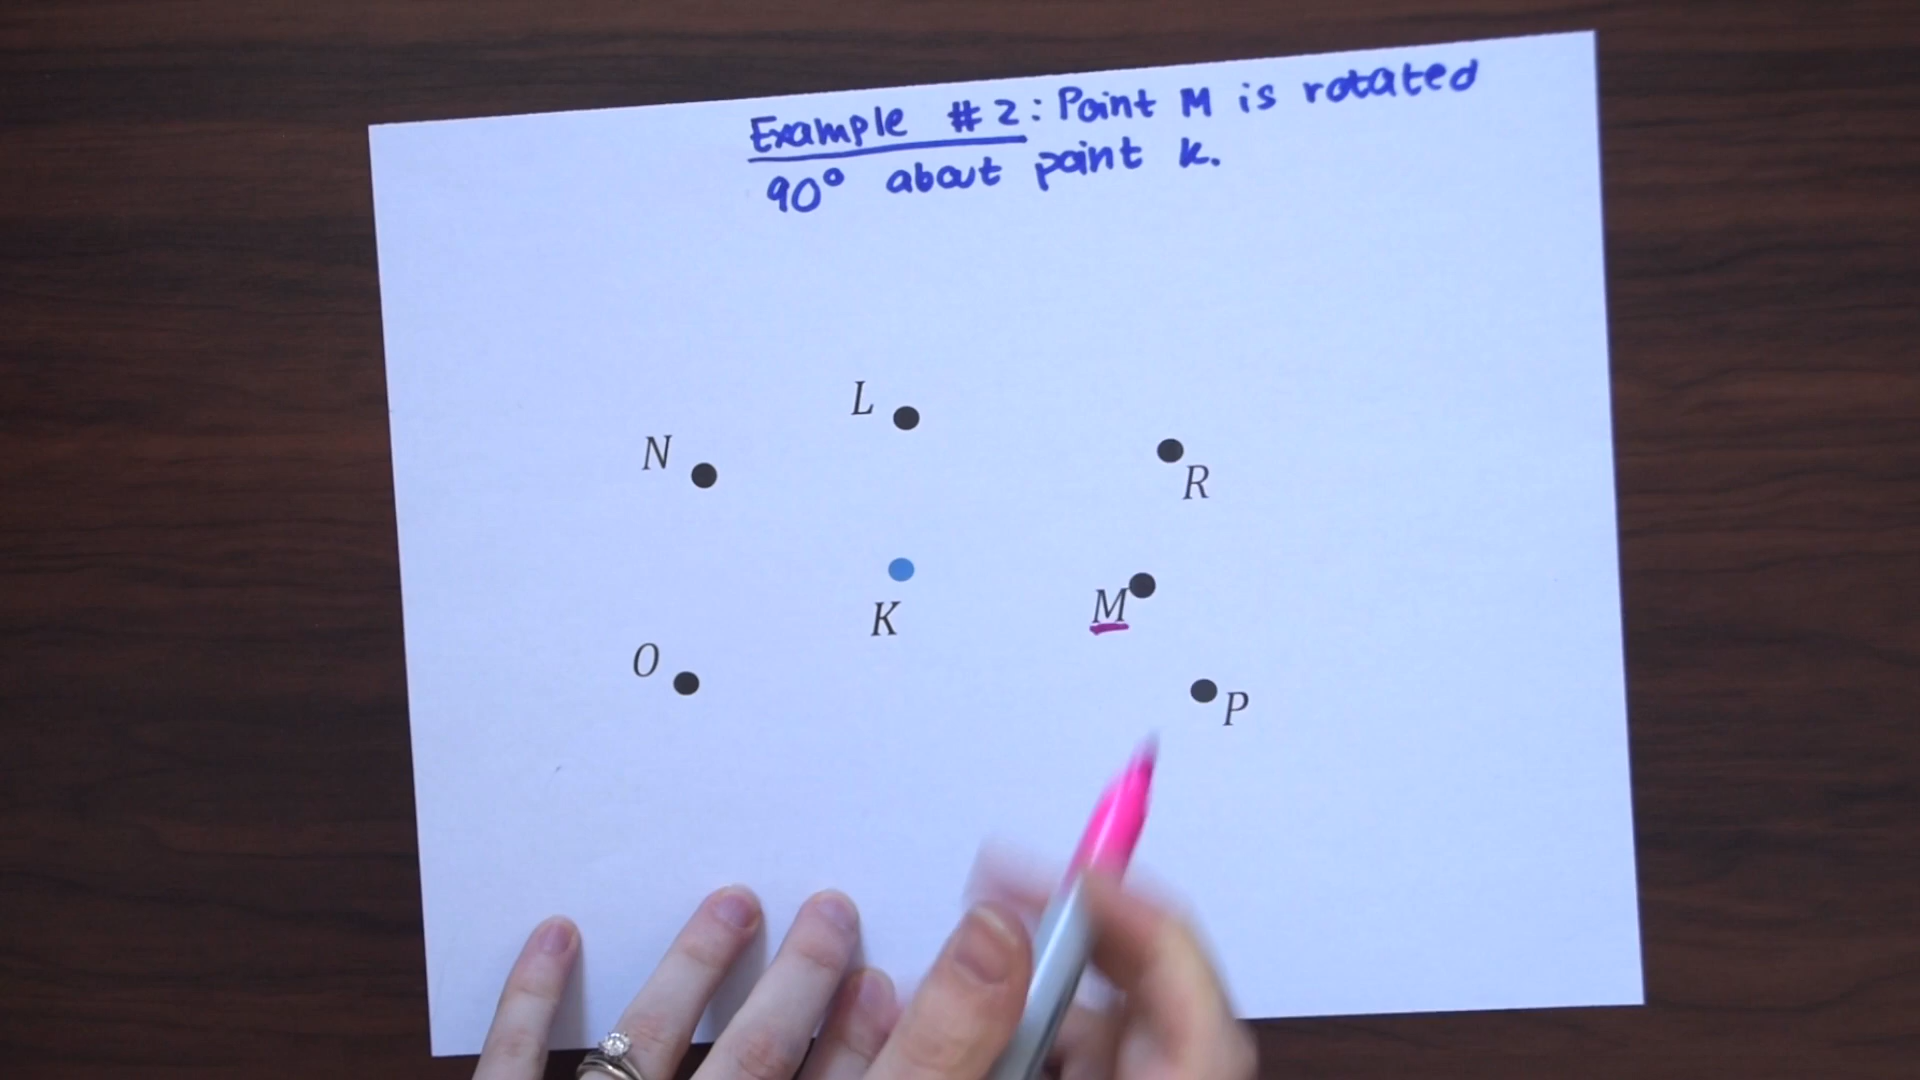 Example #2: Point M is rotated
90° about point k.
L
N
R
K
M
O
P